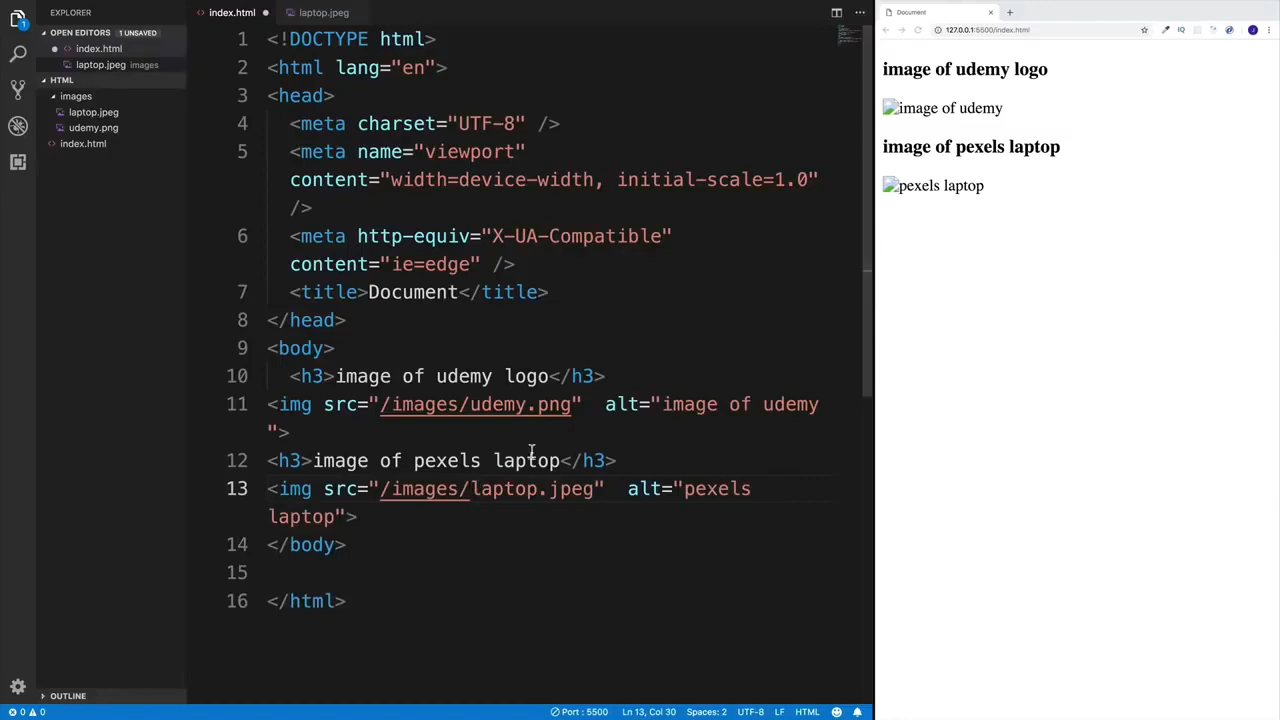 EXPLORER
OPEN EDITORS 1 UNSAVED
index.html
laptop.jpeg images
HTML
images
laptop.jpeg
udemy.png
index.html
OUTLINE
index.html
laptop.jpeg
1 <!DOCTYPE html>
2 <html lang="en">
3 <head>
4 <meta charset="UTF-8" />
5 <meta name="viewport"
content="width=device-width, initial-scale=1.0"
/>
6 <meta http-equiv="X-UA-Compatible"
content="ie=edge" />
7 <title>Document</title>
8 </head>
9 <body>
10 <h3>image of udemy logo</h3>
11 <img src="/images/udemy.png" alt="image of udemy
">
12 <h3>image of pexels laptop</h3>
13 <img src="/images/laptop.jpeg" alt="pexels
laptop">
14 </body>
15
16 </html>
Document
127.0.0.1:5500/index.html
IQ
J
image of udemy logo
image of udemy
image of pexels laptop
pexels laptop
1
0 0
Port : 5500 Ln 13, Col 30 Spaces: 2 UTF-8 LF HTML